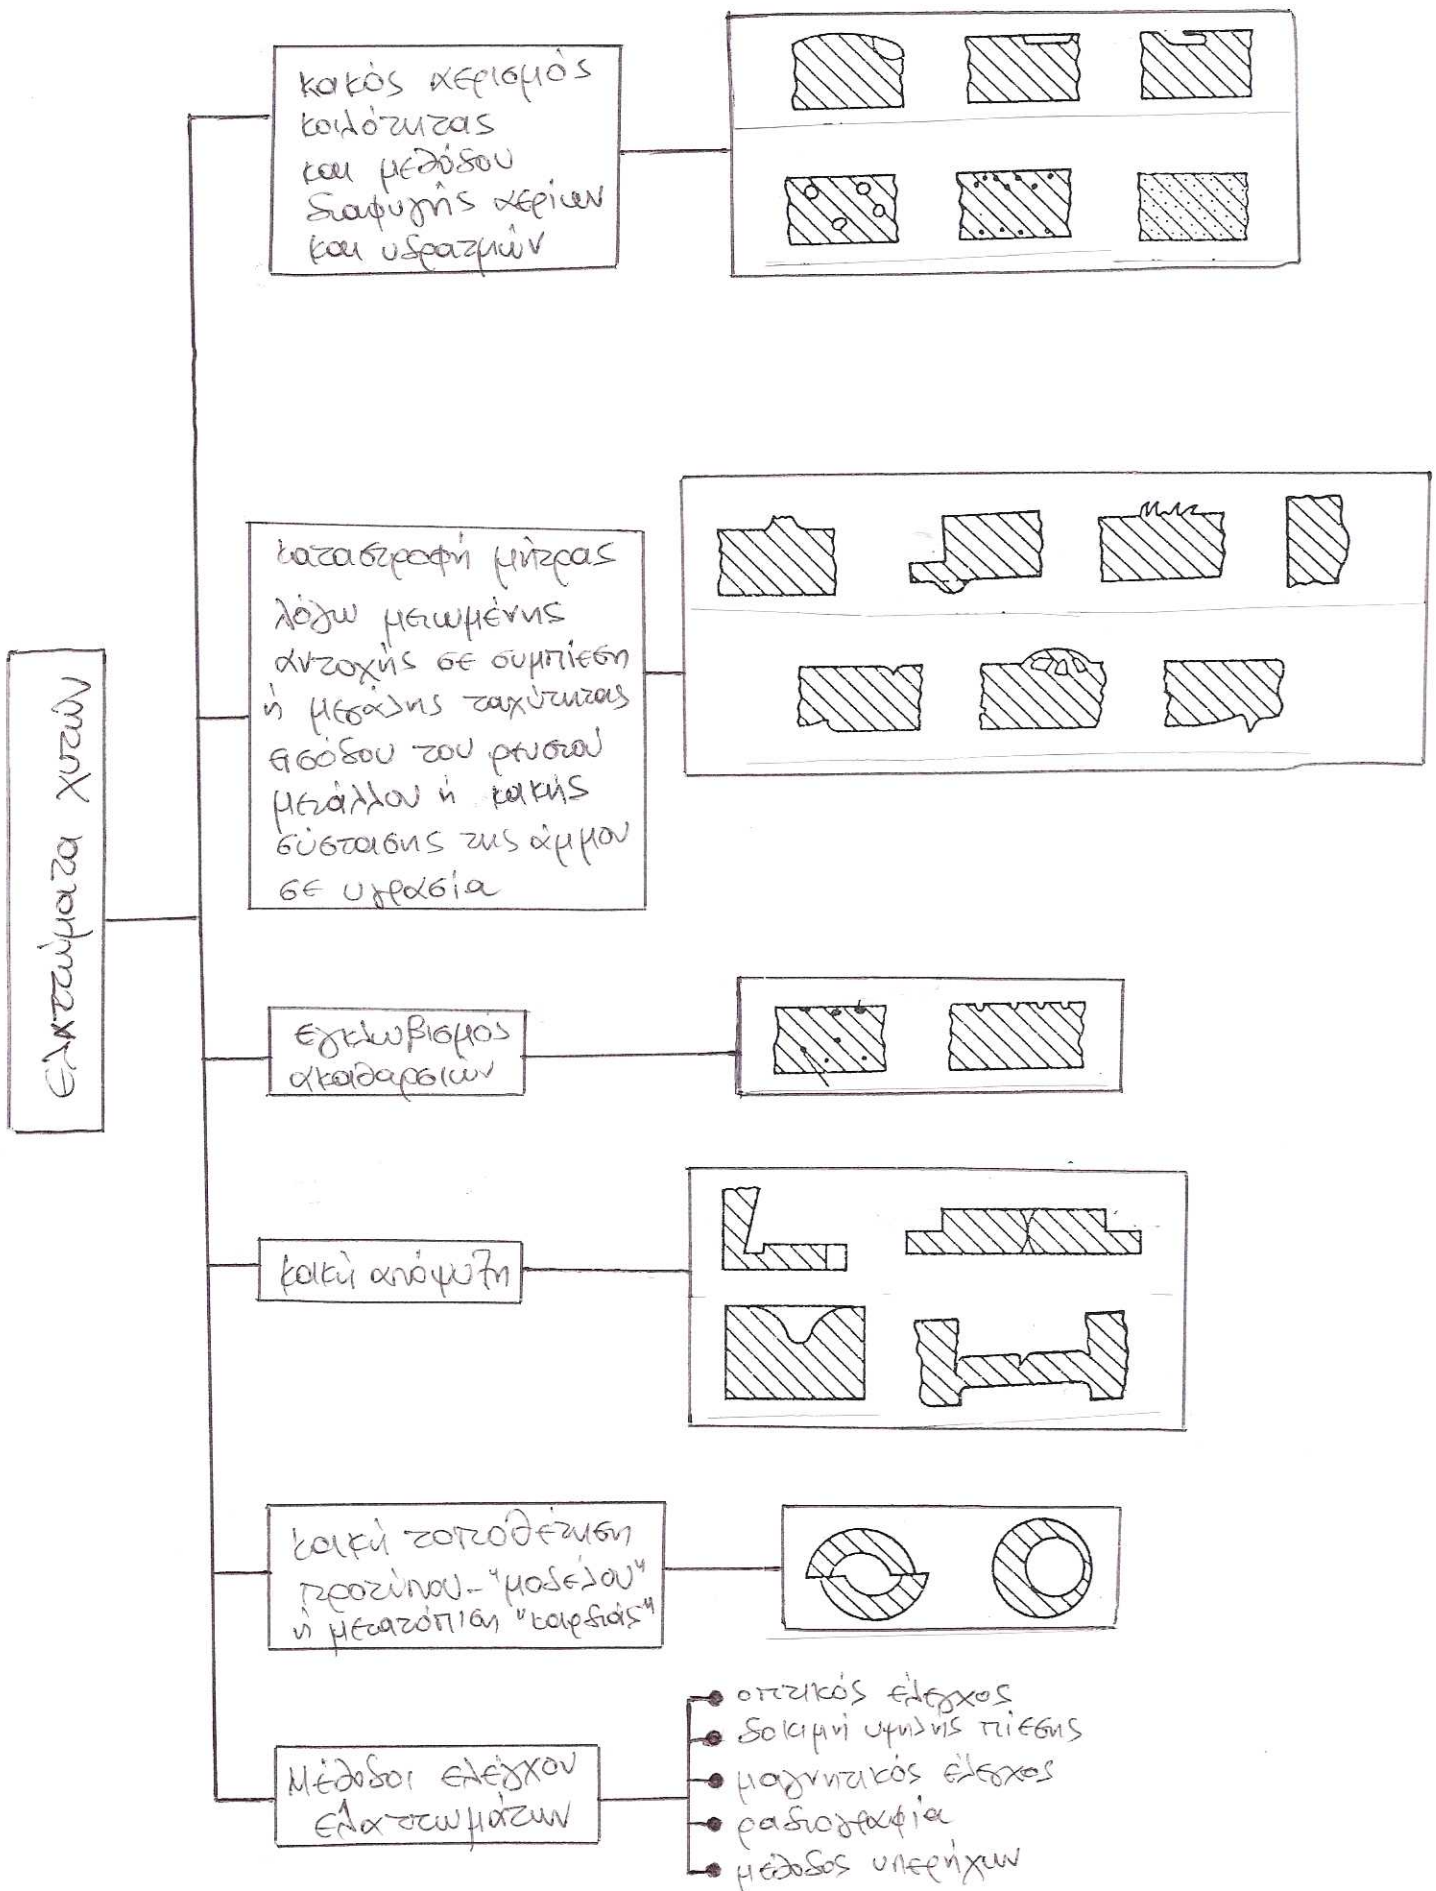 Ελαττώματα χυτών
κακός αερισμός
κοιλότητας
και μεθόδου
διαφυγής αερίων
και υδρατμών
καταστροφή μήτρας
λόγω μειωμένης
αντοχής σε συμπίεση
ή μεγάλης ταχύτητας
εισόδου του ρευστού
μετάλλου ή κακής
σύστασης της άμμου
σε υγρασία
εγκλωβισμός
ακαθαρσιών
κακή απόψυξη
κακή τοποθέτηση
προτύπου - "μοδέλου"
ή μετατόπιση "καρδιάς"
Μέθοδοι ελέγχου
ελαττωμάτων
οπτικός έλεγχος
δοκιμή υψηλής πίεσης
μαγνητικός έλεγχος
ραδιογραφία
μέθοδος υπερήχων